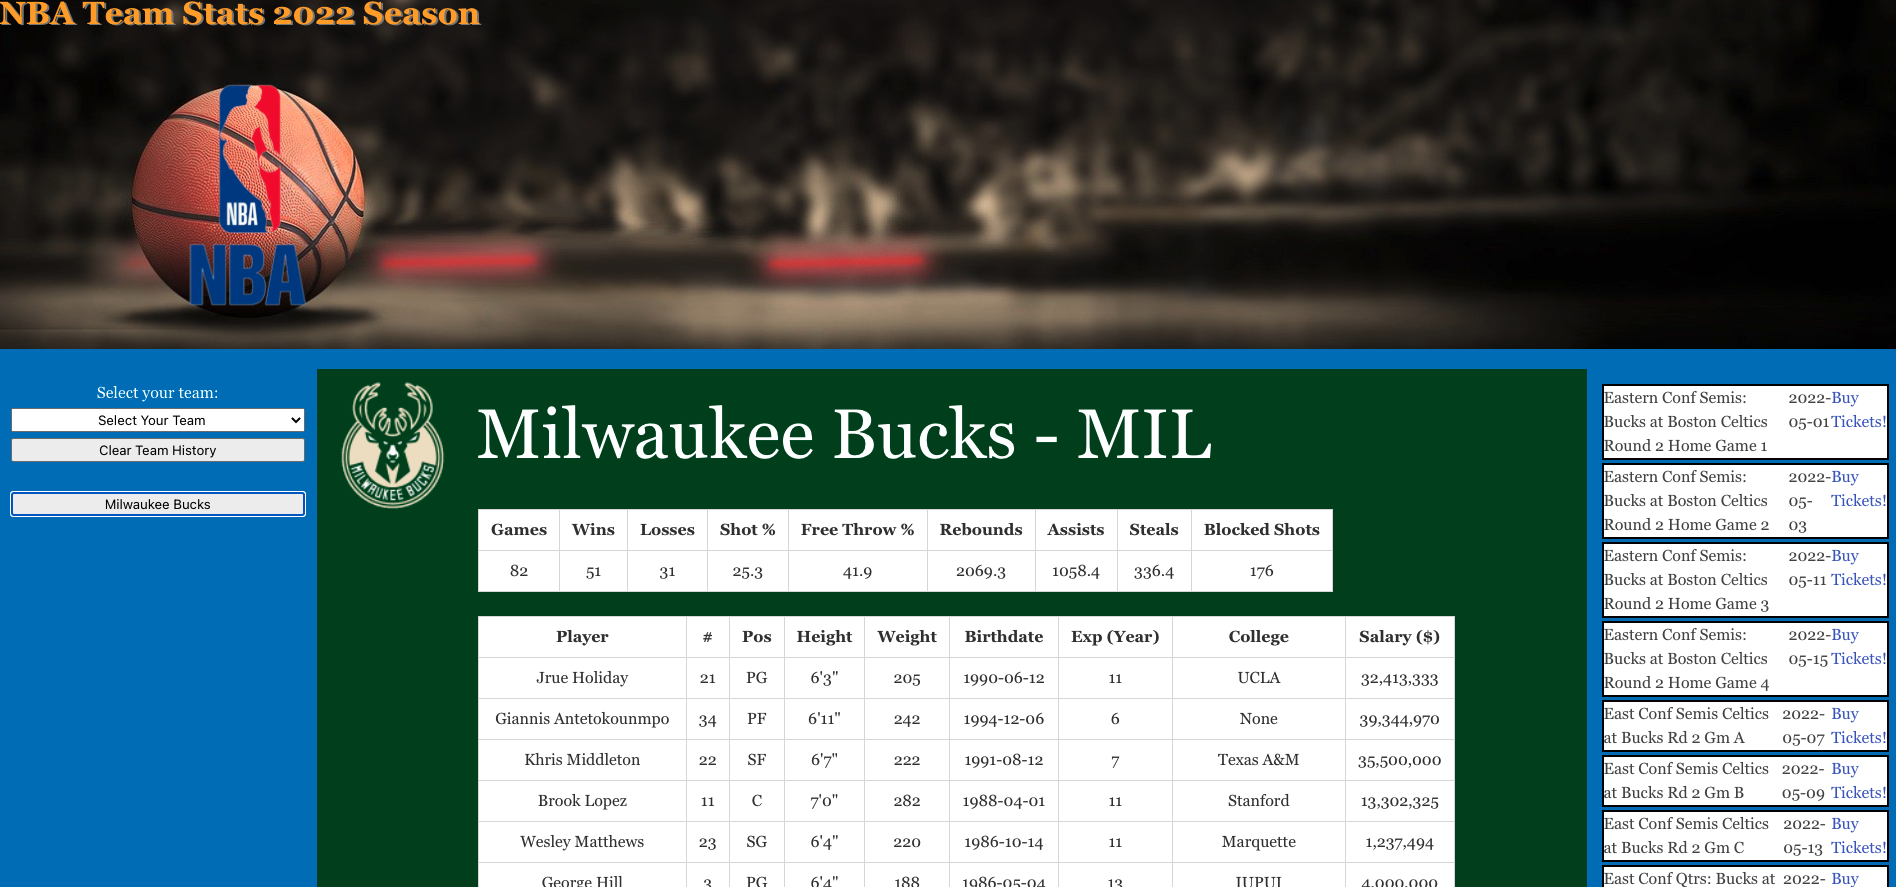 NBA Team Stats 2022 Season
NBA
NBA
Select your team:
Select Your Team
Clear Team History
Milwaukee Bucks
MILWAUKEE BUCKS
Milwaukee Bucks - MIL
Games Wins Losses Shot % Free Throw % Rebounds Assists Steals Blocked Shots
82 51 31 25.3 41.9 2069.3 1058.4 336.4 176
Player # Pos Height Weight Birthdate Exp (Year) College Salary ($)
Jrue Holiday 21 PG 6'3" 205 1990-06-12 11 UCLA 32,413,333
Giannis Antetokounmpo 34 PF 6'11" 242 1994-12-06 6 None 39,344,970
Khris Middleton 22 SF 6'7" 222 1991-08-12 7 Texas A&M 35,500,000
Brook Lopez 11 C 7'0" 282 1988-04-01 11 Stanford 13,302,325
Wesley Matthews 23 SG 6'4" 220 1986-10-14 11 Marquette 1,237,494
George Hill 3 PG 6'4" 188 1986-05-04 13 IUPUI 4,000,000
Eastern Conf Semis: 2022- Buy
Bucks at Boston Celtics 05-01 Tickets!
Round 2 Home Game 1
Eastern Conf Semis: 2022- Buy
Bucks at Boston Celtics 05- Tickets!
Round 2 Home Game 2 03
Eastern Conf Semis: 2022- Buy
Bucks at Boston Celtics 05-11 Tickets!
Round 2 Home Game 3
Eastern Conf Semis: 2022- Buy
Bucks at Boston Celtics 05-15 Tickets!
Round 2 Home Game 4
East Conf Semis Celtics 2022- Buy
at Bucks Rd 2 Gm A 05-07 Tickets!
East Conf Semis Celtics 2022- Buy
at Bucks Rd 2 Gm B 05-09 Tickets!
East Conf Semis Celtics 2022- Buy
at Bucks Rd 2 Gm C 05-13 Tickets!
East Conf Qtrs: Bucks at 2022- Buy